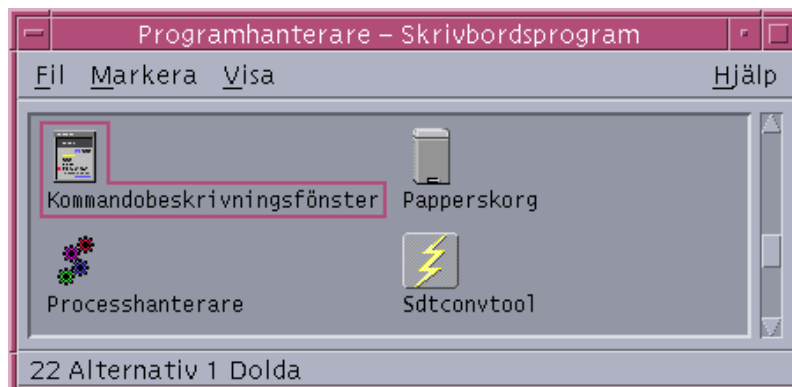 Programhanterare – Skrivbordsprogram
Fil Markera Visa Hjälp
Kommandobeskrivningsfönster Papperskorg
Processhanterare Sdtconvtool
22 Alternativ 1 Dolda